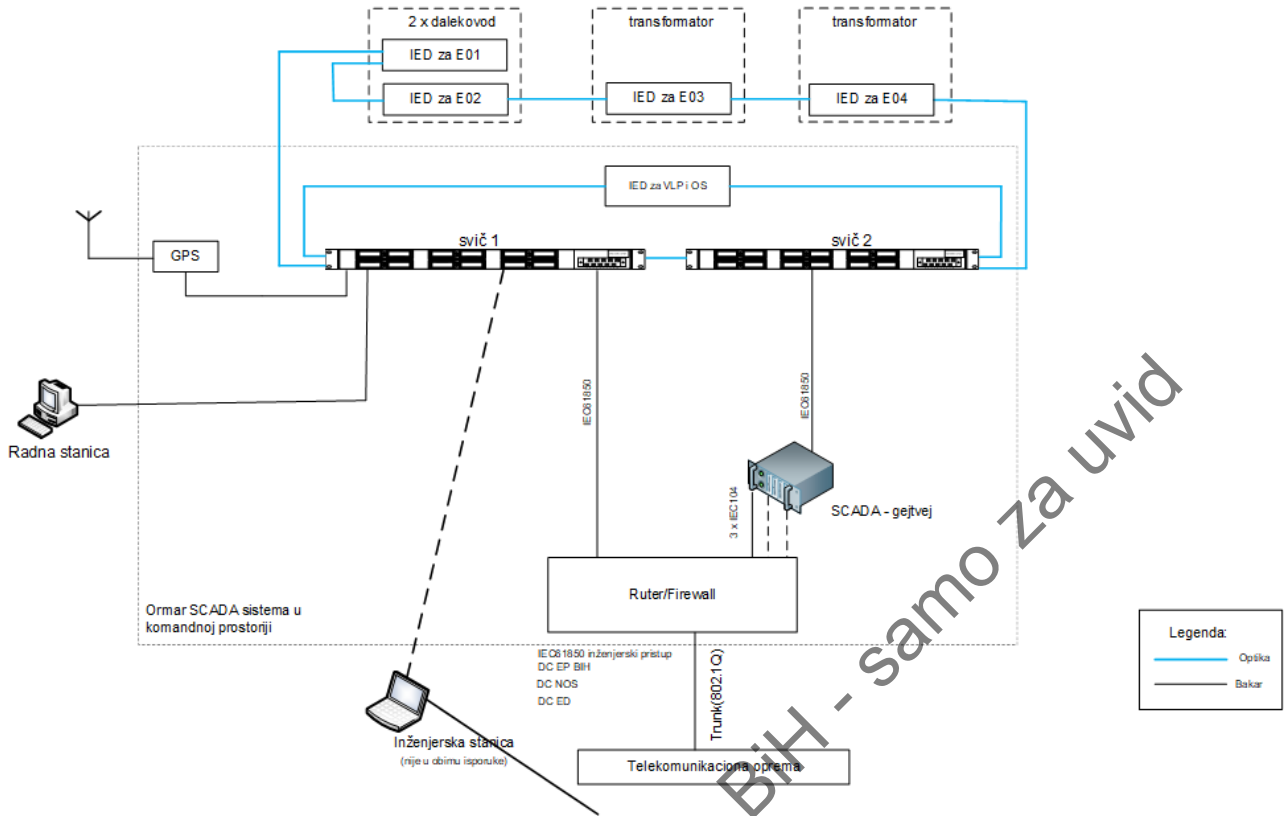 2 x dalekovod
transformator
transformator
IED za E01
IED za E02
IED za E03
IED za E04
IED za VLP i OS
svič 1
svič 2
GPS
Radna stanica
IEC61850
IEC61850
3 x IEC104
SCADA - gejtvej
Ruter/Firewall
Ormar SCADA sistema u
komandnoj prostoriji
IEC61850 inženjerski pristup
DC EP BIH
DC NOS
DC ED
Trunk(802.1Q)
Inženjerska stanica
(nije u obimu isporuke)
Telekomunikaciona oprema
Legenda:
Optika
Bakar
BiH - samo za uvid